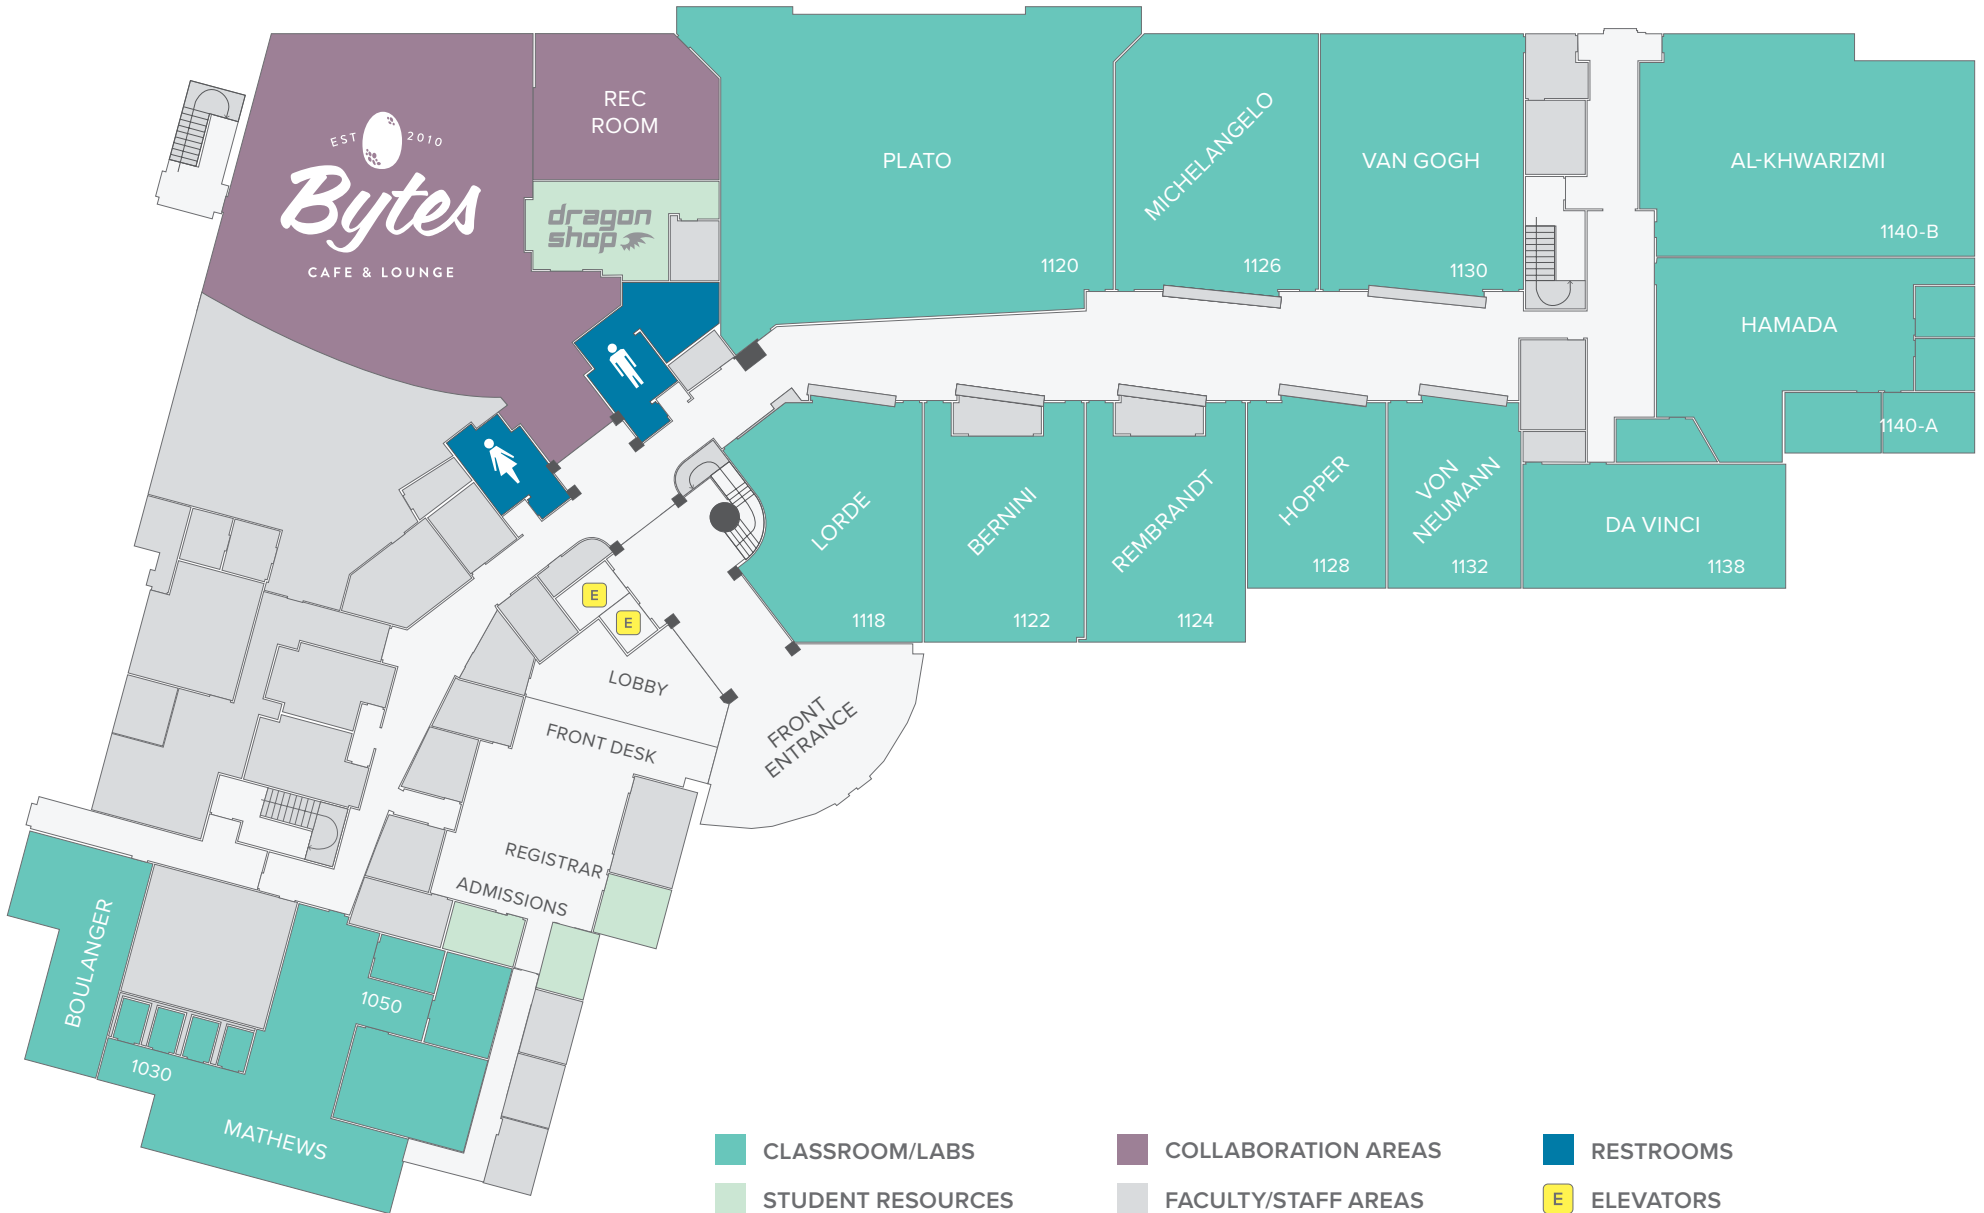 EST 2010
Bytes
CAFE & LOUNGE
REC
ROOM
dragon
shop
PLATO
1120
MICHELANGELO
1126
VAN GOGH
1130
AL-KHWARIZMI
1140-B
HAMADA
1140-A
LORDE
1118
BERNINI
1122
REMBRANDT
1124
HOPPER
1128
VON
NEUMANN
1132
DA VINCI
1138
E
E
LOBBY
FRONT DESK
FRONT
ENTRANCE
REGISTRAR
ADMISSIONS
BOULANGER
1050
1030
MATHEWS
CLASSROOM/LABS
COLLABORATION AREAS
RESTROOMS
STUDENT RESOURCES
FACULTY/STAFF AREAS
E ELEVATORS